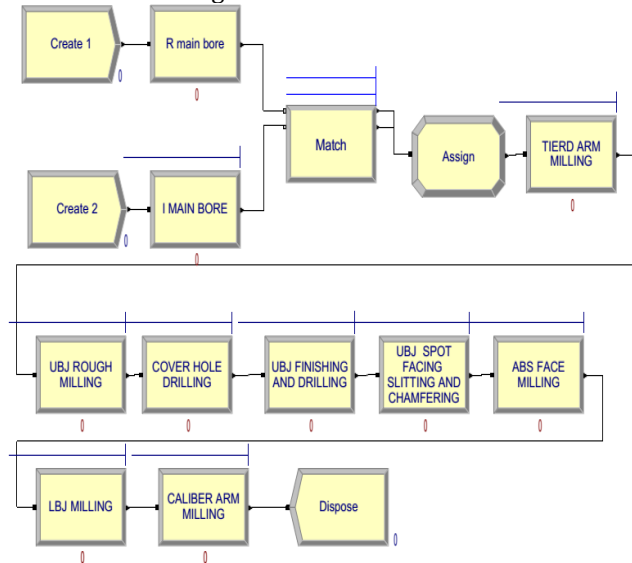 Create 1
R main bore
0
0
Match
Assign
TIERD ARM
MILLING
0
Create 2
I MAIN BORE
0
0
UBJ ROUGH
MILLING
COVER HOLE
DRILLING
UBJ FINISHING
AND DRILLING
UBJ SPOT
FACING
SLITTING AND
CHAMFERING
ABS FACE
MILLING
0
0
0
0
0
LBJ MILLING
CALIBER ARM
MILLING
Dispose
0
0
0